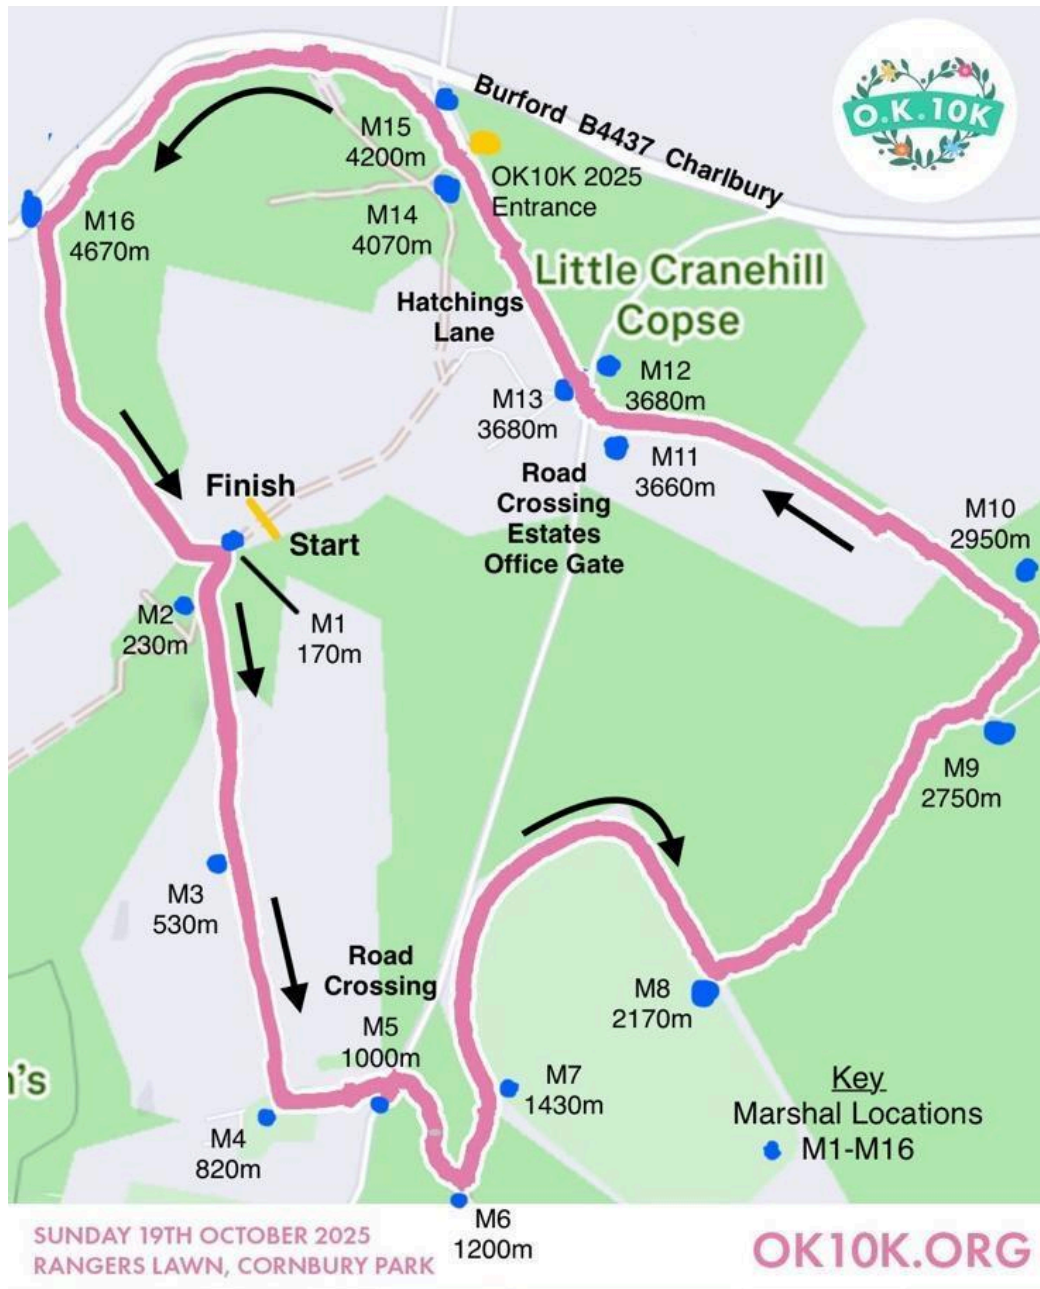 O.K.10K
Burford B4437 Charlbury
M15
4200m
OK10K 2025
Entrance
M14
4070m
M16
4670m
Little Cranehill
Copse
Hatchings
Lane
M12
3680m
M13
3680m
M11
3660m
Road
Crossing
Estates
Office Gate
M10
2950m
Finish
Start
M2
230m
M1
170m
M9
2750m
M3
530m
Road
Crossing
M8
2170m
M5
1000m
M7
1430m
M4
820m
's
Key
Marshal Locations
M1-M16
M6
1200m
SUNDAY 19TH OCTOBER 2025
RANGERS LAWN, CORNBURY PARK
OK10K.ORG